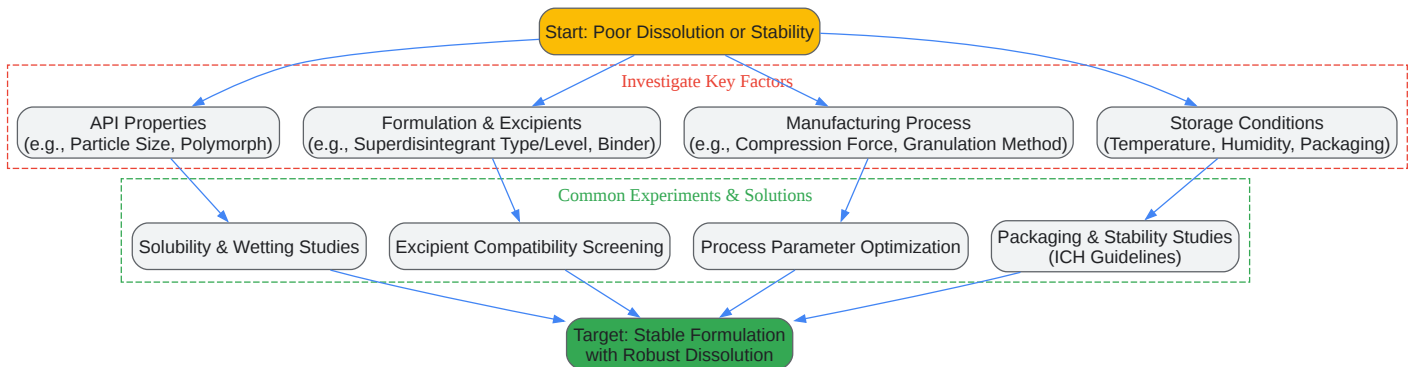 Start: Poor Dissolution or Stability
Investigate Key Factors
API Properties
(e.g., Particle Size, Polymorph)
Formulation & Excipients
(e.g., Superdisintegrant Type/Level, Binder)
Manufacturing Process
(e.g., Compression Force, Granulation Method)
Storage Conditions
(Temperature, Humidity, Packaging)
Common Experiments & Solutions
Solubility & Wetting Studies
Excipient Compatibility Screening
Process Parameter Optimization
Packaging & Stability Studies
(ICH Guidelines)
Target: Stable Formulation
with Robust Dissolution